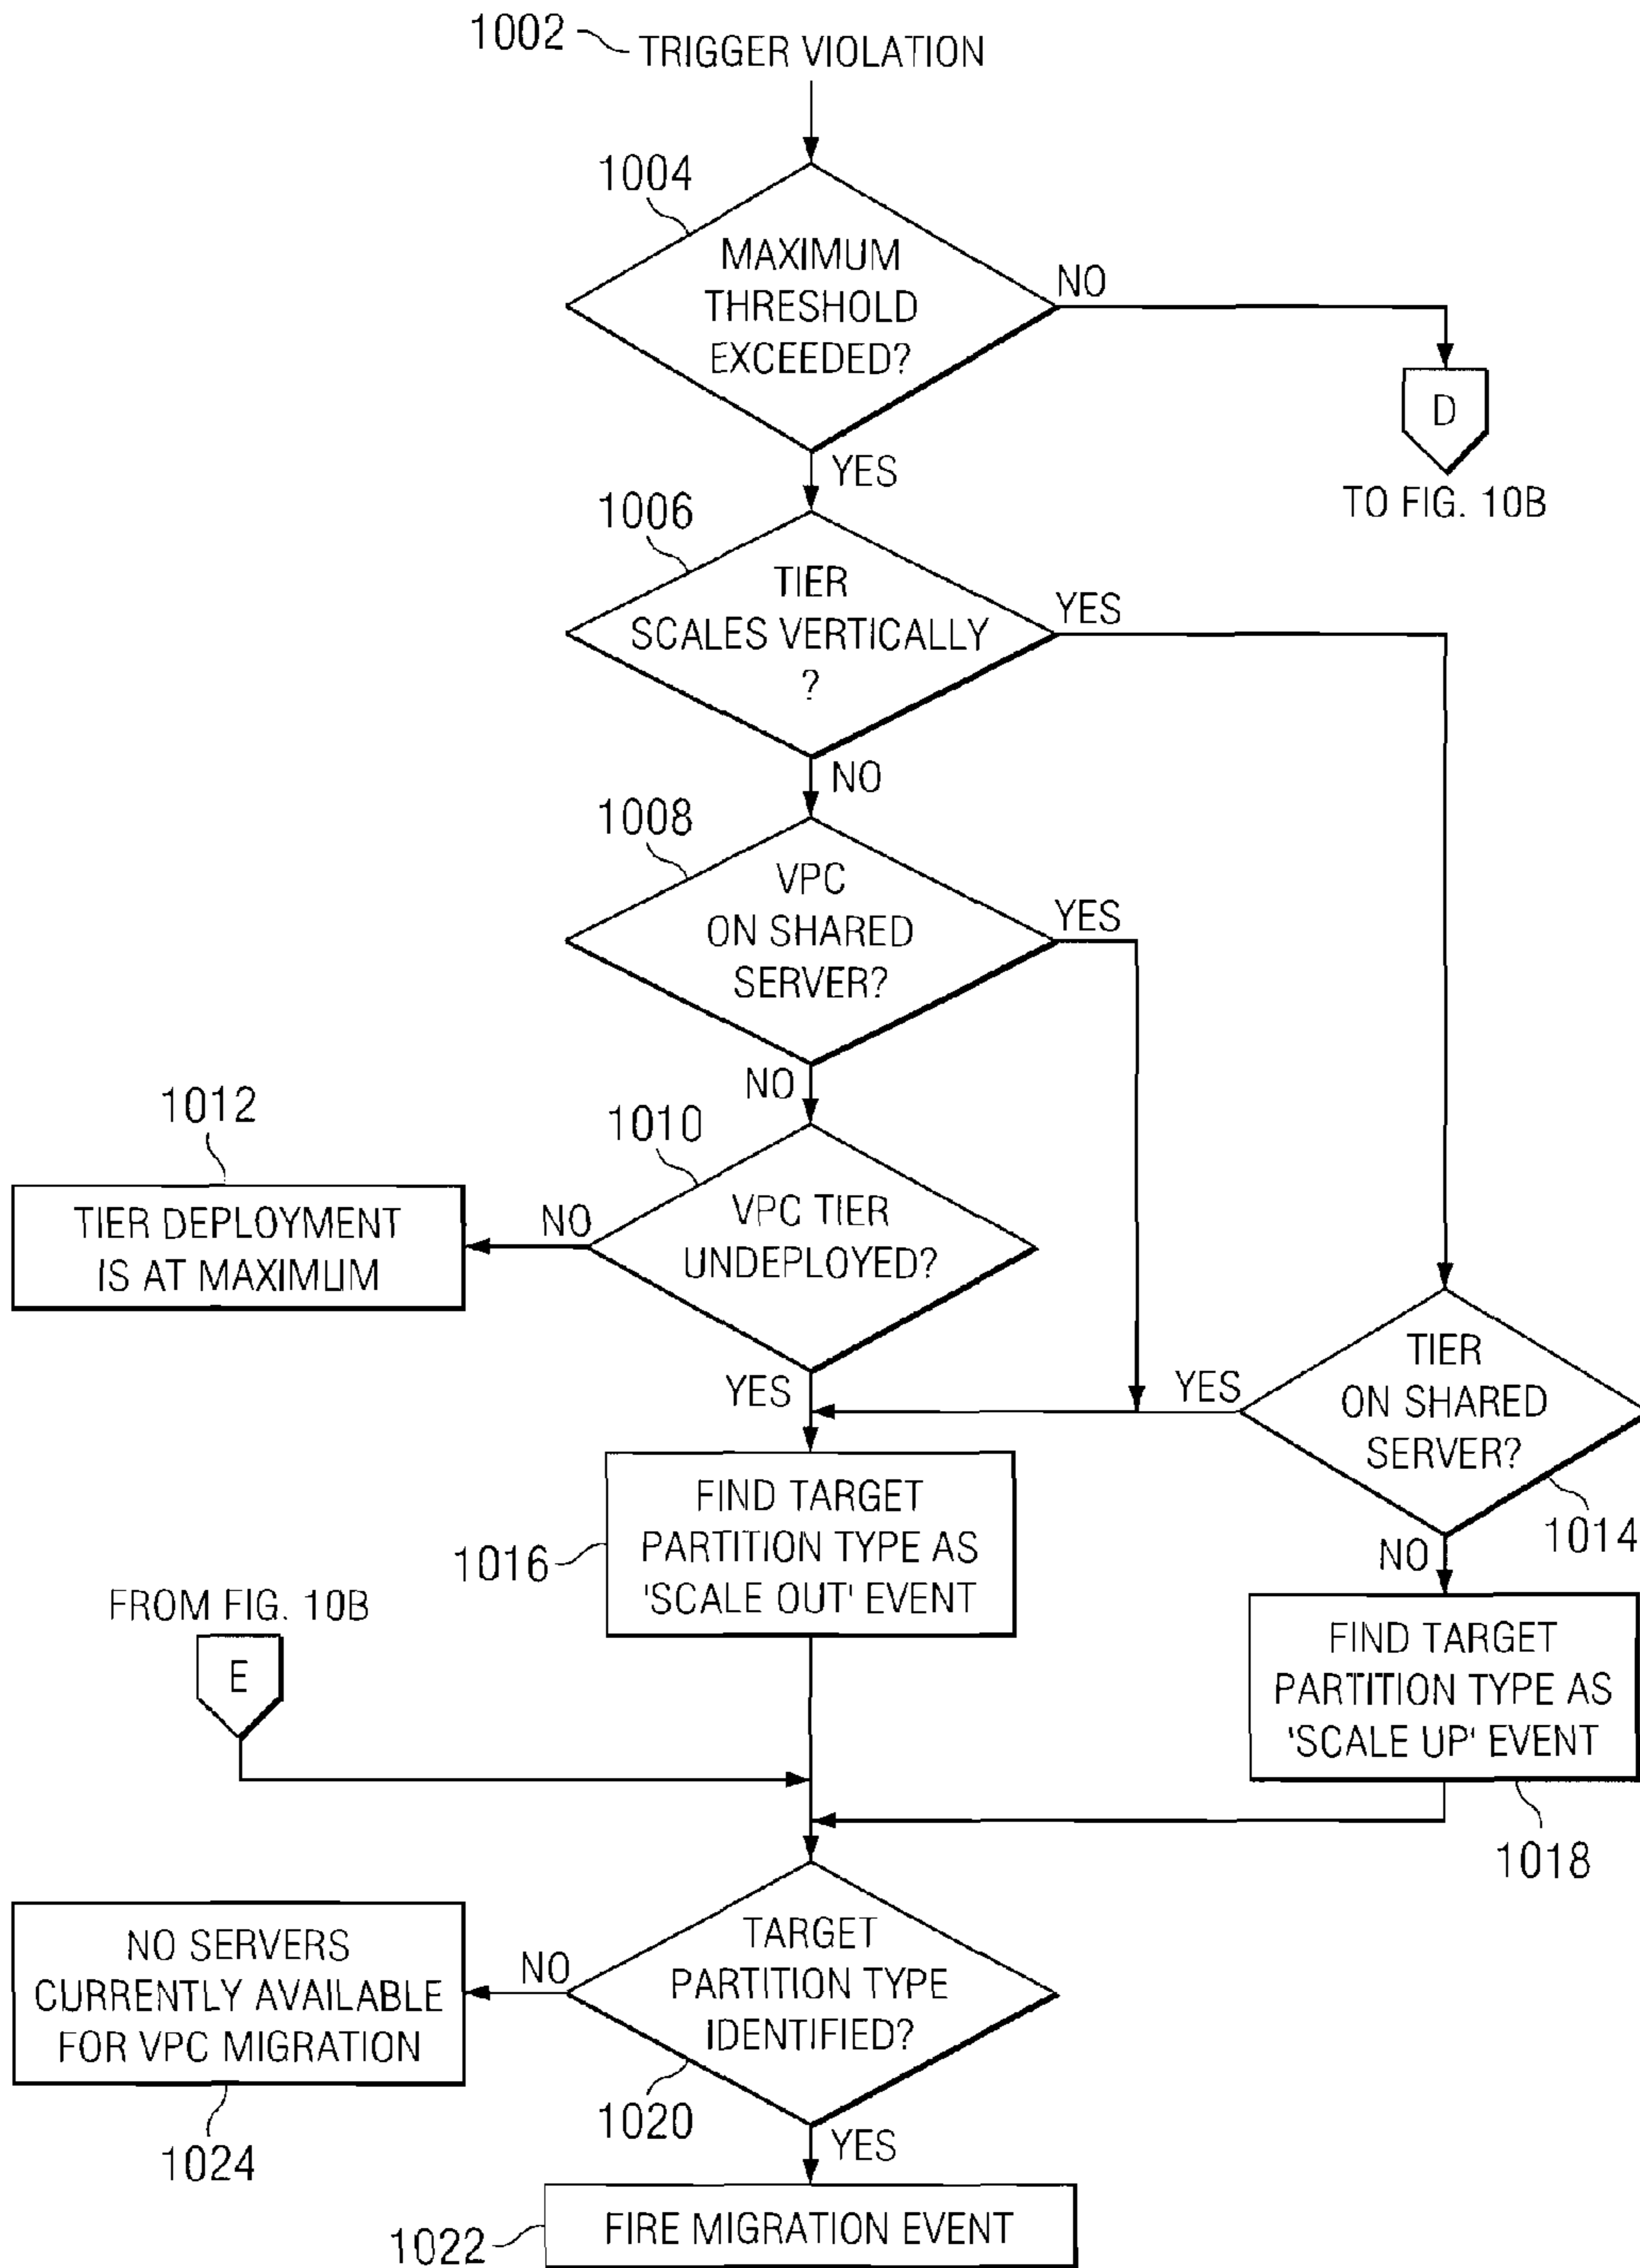 1002
TRIGGER VIOLATION
1004
MAXIMUM
THRESHOLD
EXCEEDED?
NO
D
TO FIG. 10B
YES
1006
TIER
SCALES VERTICALLY
?
YES
NO
1008
VPC
ON SHARED
SERVER?
YES
NO
1010
VPC TIER
UNDEPLOYED?
NO
1012
TIER DEPLOYMENT
IS AT MAXIMUM
YES
TIER
ON SHARED
SERVER?
1014
YES
NO
1016
FIND TARGET
PARTITION TYPE AS
'SCALE OUT' EVENT
FIND TARGET
PARTITION TYPE AS
'SCALE UP' EVENT
1018
FROM FIG. 10B
E
TARGET
PARTITION TYPE
IDENTIFIED?
1020
NO
NO SERVERS
CURRENTLY AVAILABLE
FOR VPC MIGRATION
1024
YES
1022
FIRE MIGRATION EVENT